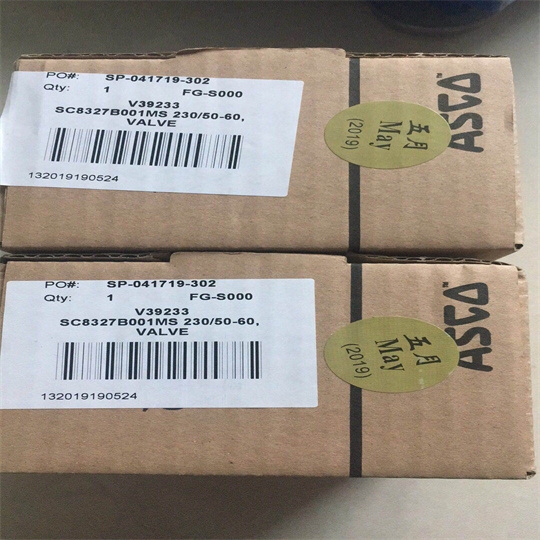 PO#: SP-041719-302
Qty: 1 FG-S000
V39233
SC8327B001MS 230/50-60,
VALVE
132019190524
五月
May
(2019)
ASCO™
PO#: SP-041719-302
Qty: 1 FG-S000
V39233
SC8327B001MS 230/50-60,
VALVE
132019190524
五月
May
(2019)
ASCO™